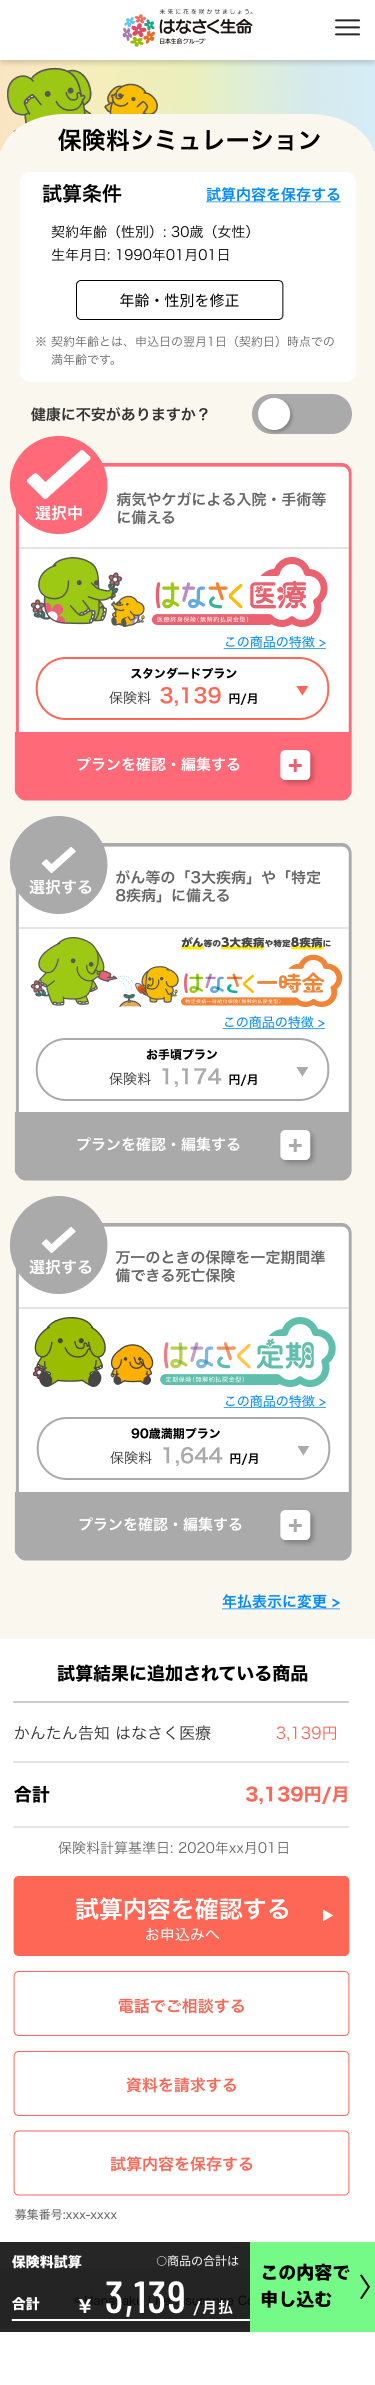 未来に花を咲かせましょう。
はなさく生命
日本生命グループ
保険料シミュレーション
試算条件
試算内容を保存する
契約年齢（性別）: 30歳（女性）
生年月日: 1990年01月01日
年齢・性別を修正
※ 契約年齢とは、申込日の翌月1日（契約日）時点での
満年齢です。
健康に不安がありますか？
選択中
病気やケガによる入院・手術等
に備える
はなさく医療
医療終身保険(無解約払戻金型)
この商品の特徴 >
スタンダードプラン
保険料 3,139 円/月
▼
プランを確認・編集する
+
選択する
がん等の「3大疾病」や「特定
8疾病」に備える
がん等の3大疾病や特定8疾病に
はなさく一時金
特定疾病一時給付保険(無解約払戻金型)
この商品の特徴 >
お手頃プラン
保険料 1,174 円/月
▼
プランを確認・編集する
+
選択する
万一のときの保障を一定期間準
備できる死亡保険
はなさく定期
定期保険(無解約払戻金型)
この商品の特徴 >
90歳満期プラン
保険料 1,644 円/月
▼
プランを確認・編集する
+
年払表示に変更 >
試算結果に追加されている商品
かんたん告知 はなさく医療 3,139円
合計 3,139円/月
保険料計算基準日: 2020年xx月01日
試算内容を確認する
お申込みへ
▶
電話でご相談する
資料を請求する
試算内容を保存する
募集番号:xxx-xxxx
保険料試算 ○商品の合計は
合計 ¥ 3,139 /月払
この内容で
申し込む